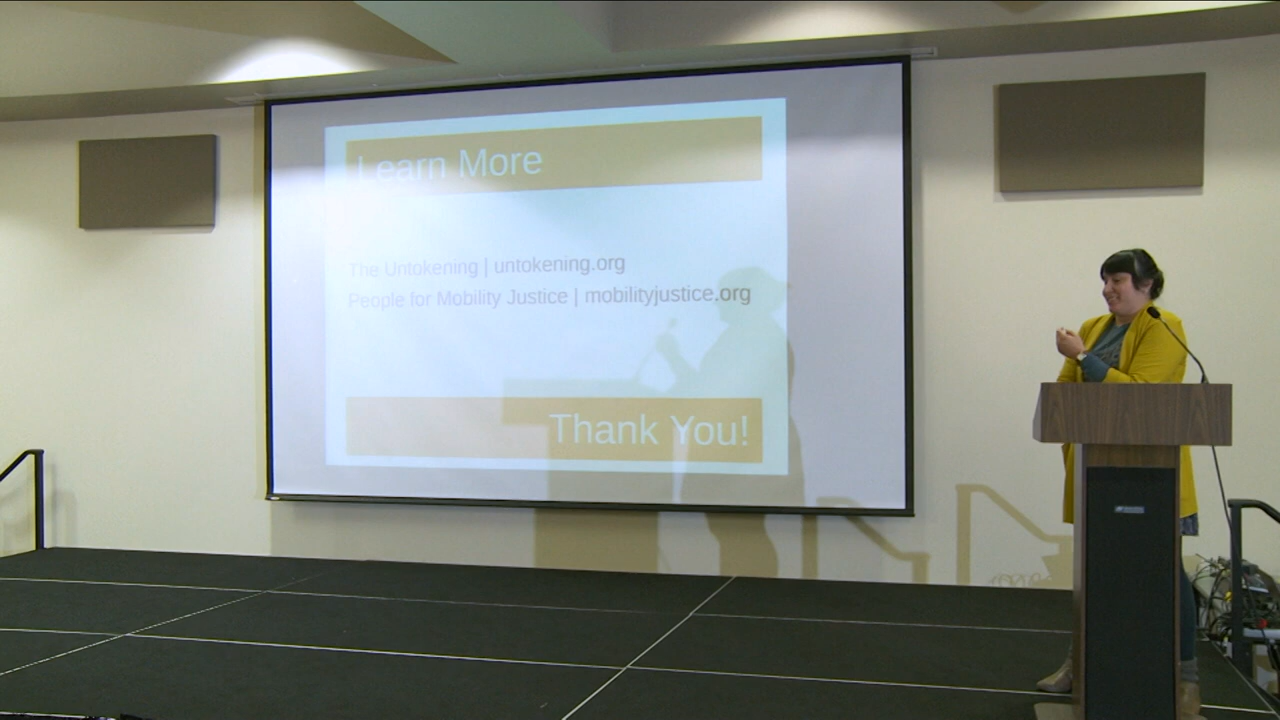 Learn More
The Untokening | untokening.org
People for Mobility Justice | mobilityjustice.org
Thank You!